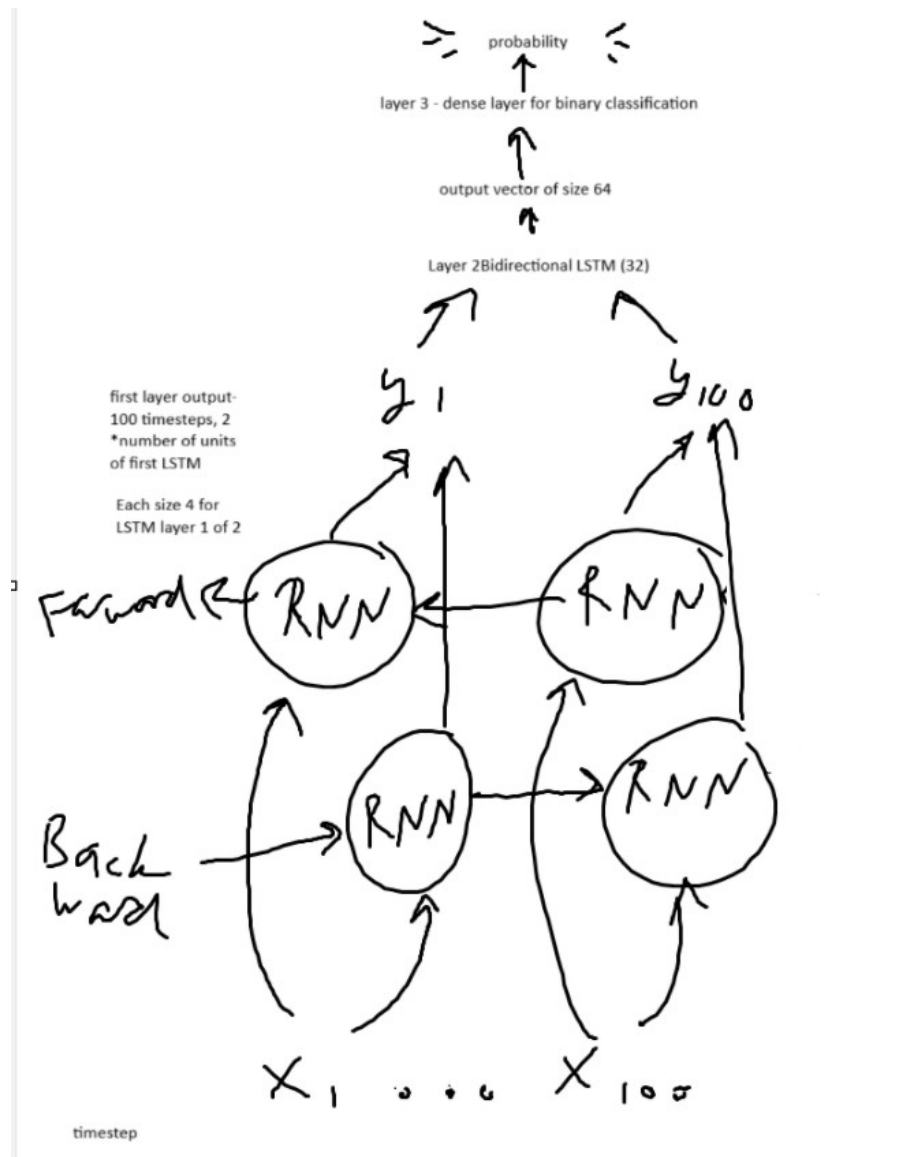 probability
layer 3 - dense layer for binary classification
output vector of size 64
Layer 2Bidirectional LSTM (32)
y1
y100
first layer output-
100 timesteps, 2
*number of units
of first LSTM
Each size 4 for
LSTM layer 1 of 2
Forward
RNN
RNN
RNN
RNN
Back
ward
X1 . . . X100
timestep